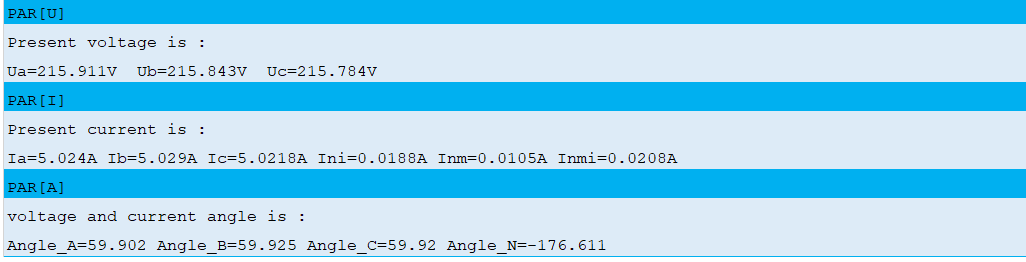 PAR[U]
Present voltage is :
Ua=215.911V  Ub=215.843V  Uc=215.784V
PAR[I]
Present current is :
Ia=5.024A Ib=5.029A Ic=5.0218A Ini=0.0188A Inm=0.0105A Inmi=0.0208A
PAR[A]
voltage and current angle is :
Angle_A=59.902 Angle_B=59.925 Angle_C=59.92 Angle_N=-176.611